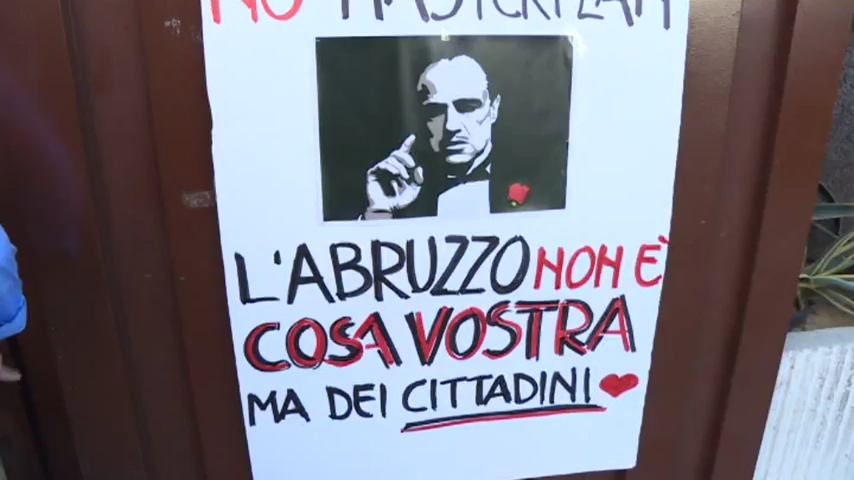 NO MASTERPLAN
L'ABRUZZO NON È
COSA VOSTRA
MA DEI CITTADINI